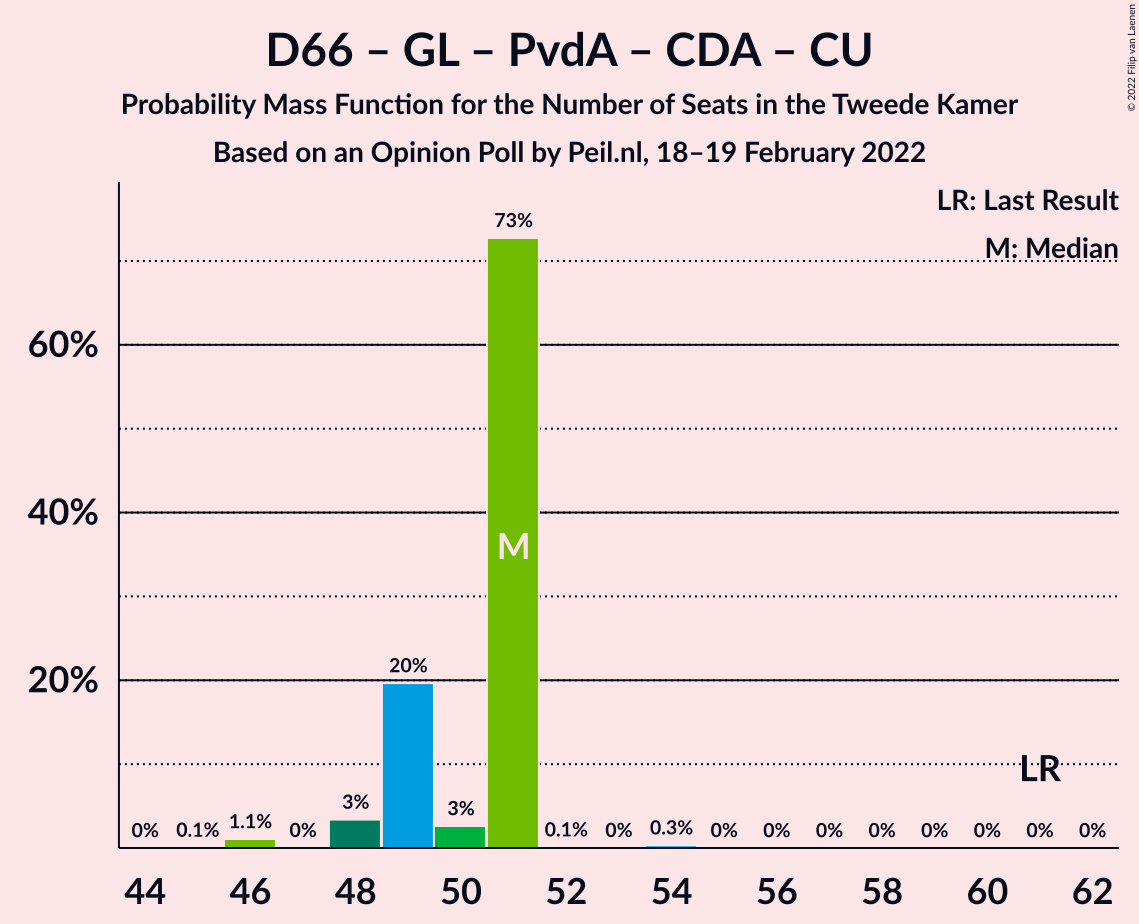 D66 – GL – PvdA – CDA – CU
Probability Mass Function for the Number of Seats in the Tweede Kamer
Based on an Opinion Poll by Peil.nl, 18–19 February 2022
© 2022 Filip van Laenen
LR: Last Result
M: Median
73%
60%
40%
M
20%
20%
LR
0% 0.1% 1.1% 0% 3% 3% 0.1% 0% 0.3% 0% 0% 0% 0% 0% 0% 0% 0%
44 46 48 50 52 54 56 58 60 62